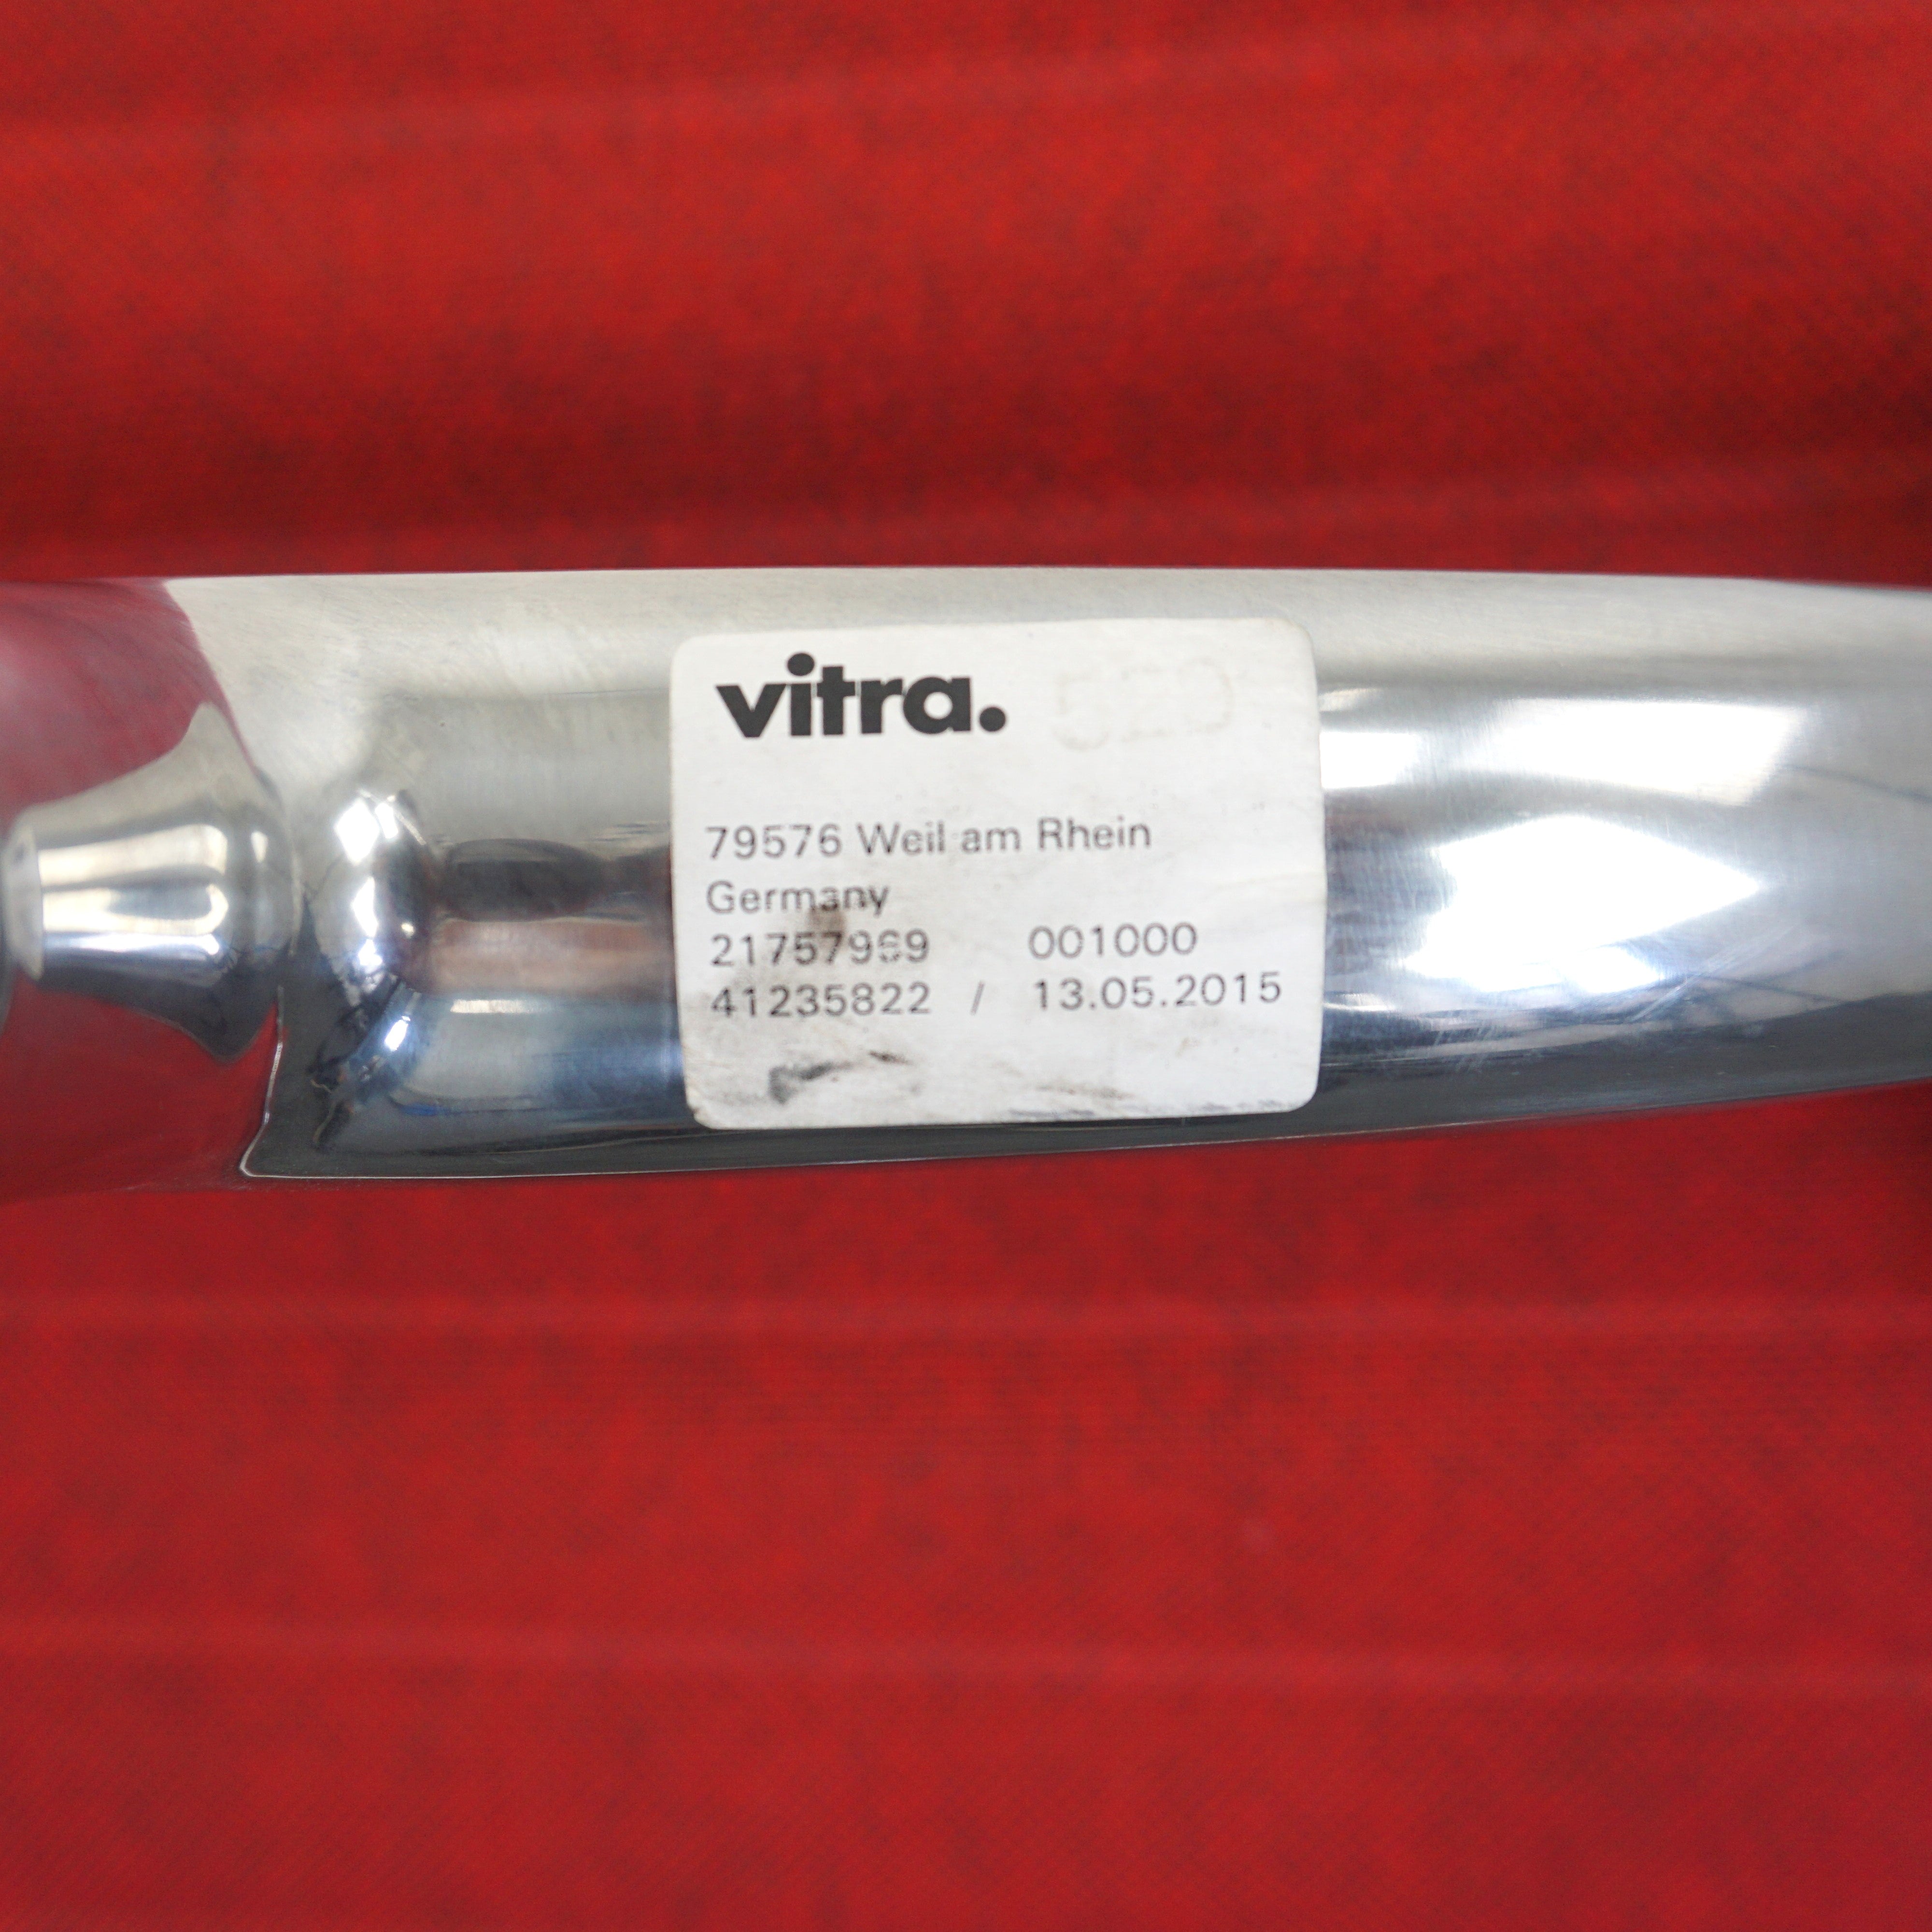 vitra.
79576 Weil am Rhein
Germany
21757969 001000
41235822 / 13.05.2015